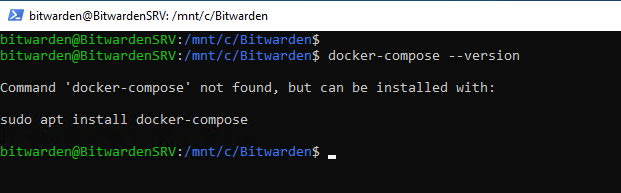 bitwarden@BitwardenSRV: /mnt/c/Bitwarden
bitwarden@BitwardenSRV:/mnt/c/Bitwarden$
bitwarden@BitwardenSRV:/mnt/c/Bitwarden$ docker-compose --version
Command 'docker-compose' not found, but can be installed with:
sudo apt install docker-compose
bitwarden@BitwardenSRV:/mnt/c/Bitwarden$